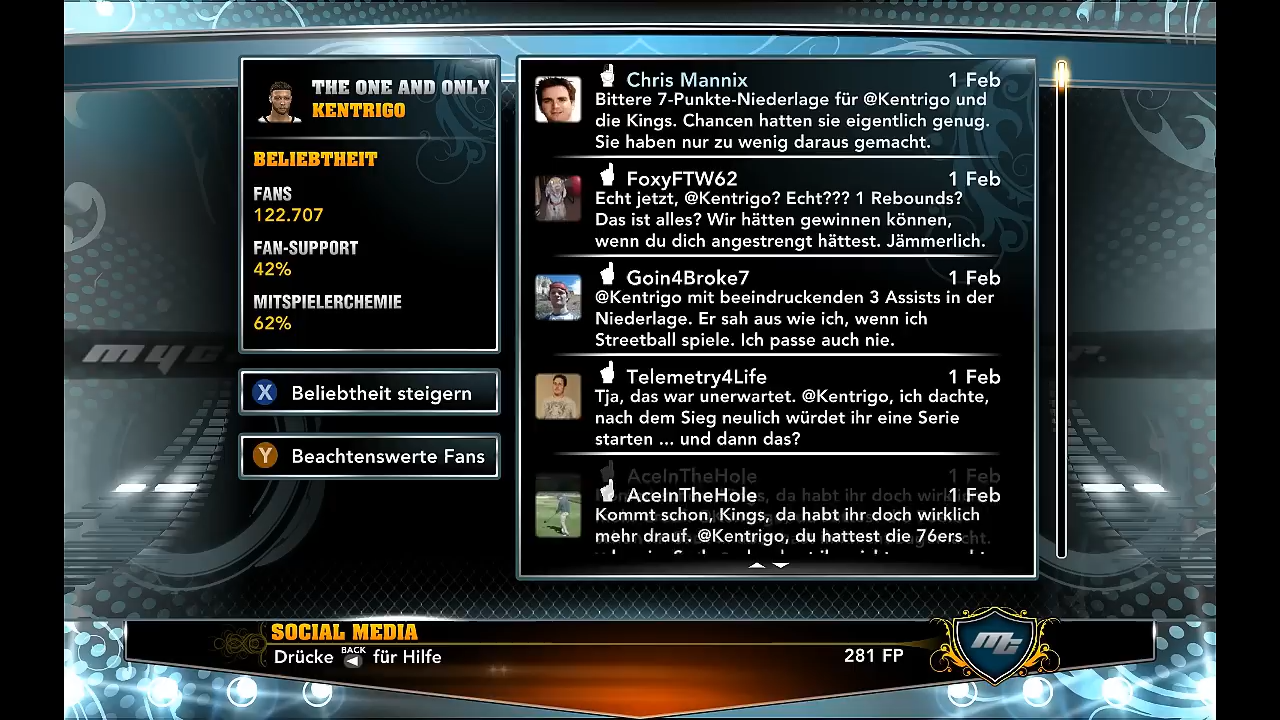 THE ONE AND ONLY
KENTRIGO
BELIEBTHEIT
FANS
122.707
FAN-SUPPORT
42%
MITSPIELERCHEMIE
62%
X Beliebtheit steigern
Y Beachtenswerte Fans
Chris Mannix 1 Feb
Bittere 7-Punkte-Niederlage für @Kentrigo und
die Kings. Chancen hatten sie eigentlich genug.
Sie haben nur zu wenig daraus gemacht.
FoxyFTW62 1 Feb
Echt jetzt, @Kentrigo? Echt??? 1 Rebounds?
Das ist alles? Wir hätten gewinnen können,
wenn du dich angestrengt hättest. Jämmerlich.
Goin4Broke7 1 Feb
@Kentrigo mit beeindruckenden 3 Assists in der
Niederlage. Er sah aus wie ich, wenn ich
Streetball spiele. Ich passe auch nie.
Telemetry4Life 1 Feb
Tja, das war unerwartet. @Kentrigo, ich dachte,
nach dem Sieg neulich würdet ihr eine Serie
starten ... und dann das?
AceInTheHole 1 Feb
AceInTheHole 1 Feb
Kommt schon, Kings, da habt ihr doch wirklich
mehr drauf. @Kentrigo, du hattest die 76ers
SOCIAL MEDIA
Drücke BACK für Hilfe
281 FP
MC